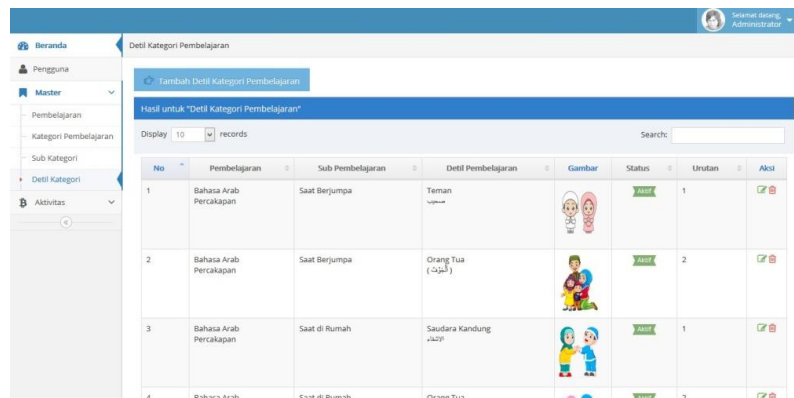 Selamat datang,
Administrator
Beranda
Detil Kategori Pembelajaran
Pengguna
Master
Pembelajaran
Kategori Pembelajaran
Sub Kategori
Detil Kategori
Aktivitas
Tambah Detil Kategori Pembelajaran
Hasil untuk "Detil Kategori Pembelajaran"
Display 10 records
Search:
No Pembelajaran Sub Pembelajaran Detil Pembelajaran Gambar Status Urutan Aksi
1 Bahasa Arab Saat Berjumpa Teman Aktif 1
Percakapan
2 Bahasa Arab Saat Berjumpa Orang Tua Aktif 2
Percakapan
3 Bahasa Arab Saat di Rumah Saudara Kandung Aktif 1
Percakapan الاشقاء
4 Bahasa Arab Saat di Rumah Orang Tua Aktif 2